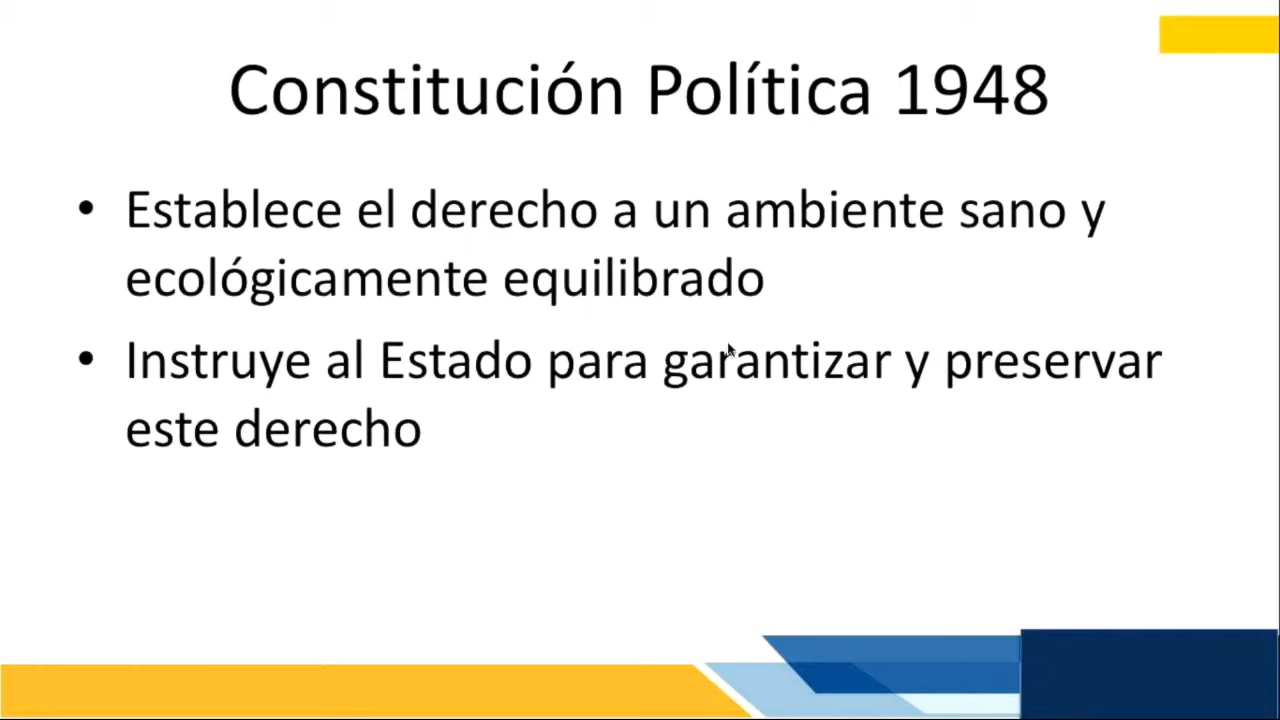 Constitución Política 1948
• Establece el derecho a un ambiente sano y
ecológicamente equilibrado
• Instruye al Estado para garantizar y preservar
este derecho